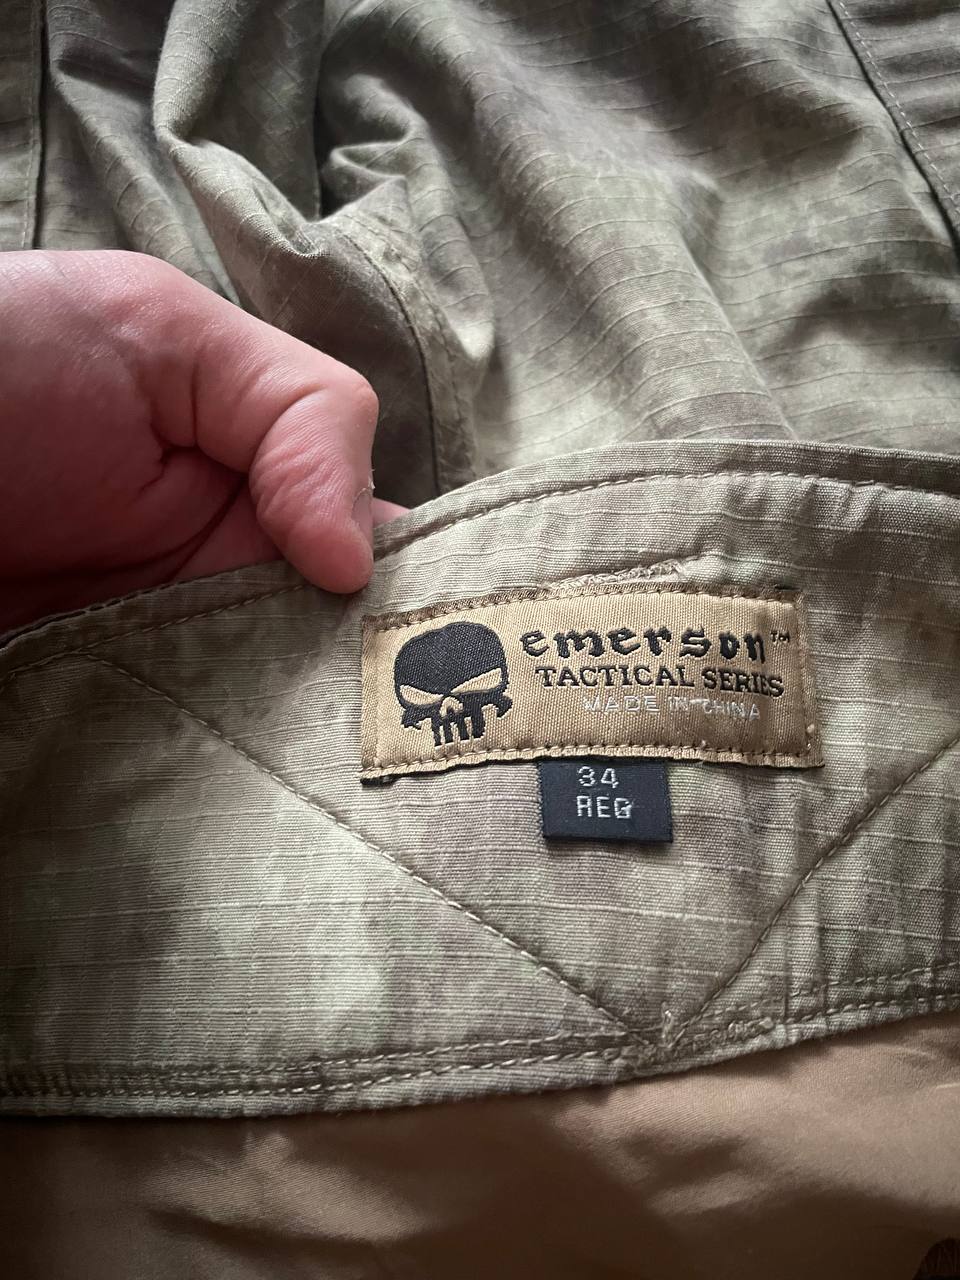 emerson™
TACTICAL SERIES
MADE IN CHINA
34
REG